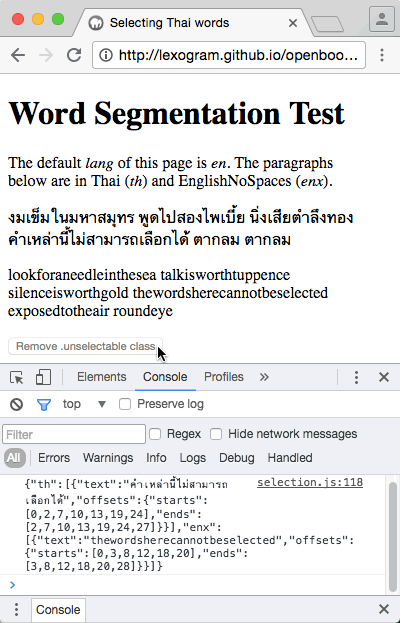 Selecting Thai words
http://lexogram.github.io/openboo…
Word Segmentation Test
The default lang of this page is en. The paragraphs
below are in Thai (th) and EnglishNoSpaces (enx).
งมเข็มในมหาสมุทร พูดไปสองไพเบี้ย นิ่งเสียตำลึงทอง
คำเหล่านี้ไม่สามารถเลือกได้ ตากลม ตากลม
lookforaneedleinthesea talkisworthtuppence
silenceisworthgold thewordsherecannotbeselected
exposedtotheair roundeye
Remove .unselectable class
Elements Console Profiles
top Preserve log
Filter Regex Hide network messages
All Errors Warnings Info Logs Debug Handled
{"th":[{"text":"คำเหล่านี้ไม่สามารถ selection.js:118
เลือกได้","offsets":{"starts":
[0,2,7,10,13,19,24],"ends":
[2,7,10,13,19,24,27]}}],"enx":
[{"text":"thewordsherecannotbeselected","offsets":
{"starts":[0,3,8,12,18,20],"ends":
[3,8,12,18,20,28]}}]}
Console